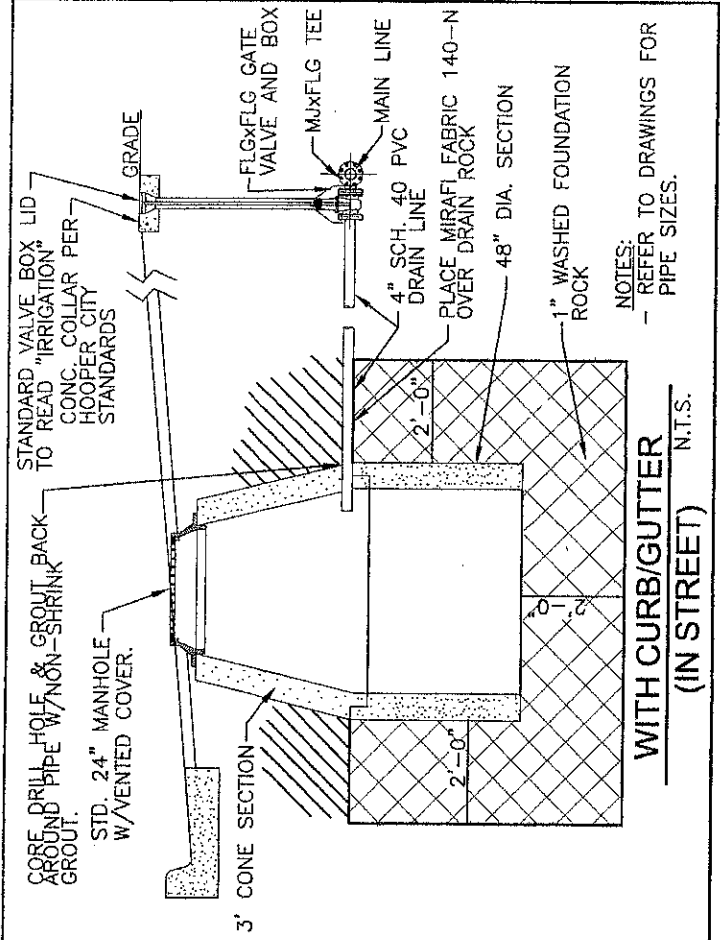 CORE DRILL HOLE & GROUT BACK
AROUND PIPE W/NON-SHRINK
GROUT.
STD. 24" MANHOLE
W/VENTED COVER.
3' CONE SECTION
STANDARD VALVE BOX LID
TO READ "IRRIGATION"
CONC. COLLAR PER
HOOPER CITY
STANDARDS
GRADE
FLGxFLG GATE
VALVE AND BOX
MJxFLG TEE
MAIN LINE
4" SCH. 40 PVC
DRAIN LINE
PLACE MIRAFI FABRIC 140-N
OVER DRAIN ROCK
48" DIA. SECTION
1" WASHED FOUNDATION
ROCK
2'-0"
2'-0"
2'-0"
NOTES:
- REFER TO DRAWINGS FOR
PIPE SIZES.
WITH CURB/GUTTER
(IN STREET)
N.T.S.